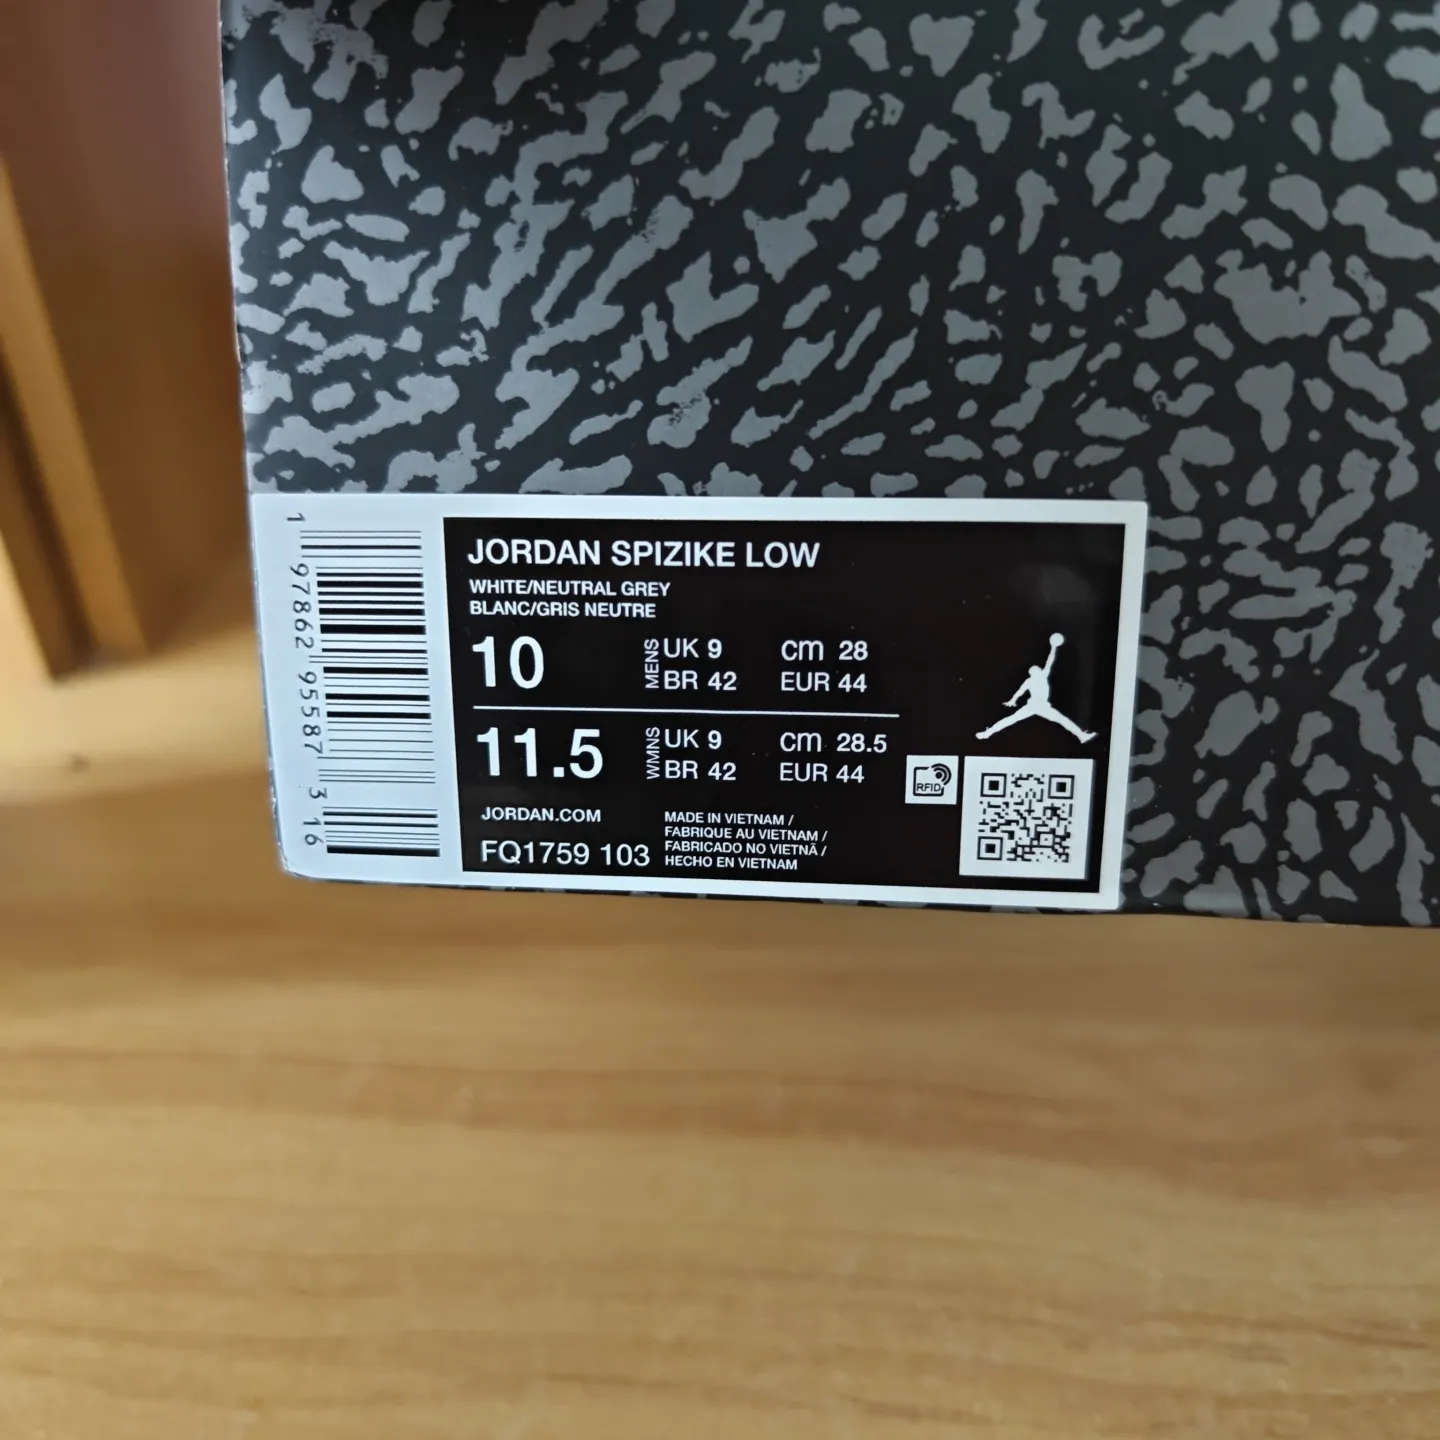 JORDAN SPIZIKE LOW
WHITE/NEUTRAL GREY
BLANC/GRIS NEUTRE
10 MENS UK 9 cm 28
BR 42 EUR 44
11.5 WMNS UK 9 cm 28.5
BR 42 EUR 44
RFID
JORDAN.COM
FQ1759 103
MADE IN VIETNAM /
FABRIQUE AU VIETNAM /
FABRICADO NO VIETNÃ /
HECHO EN VIETNAM
1 97862 95587 3 16